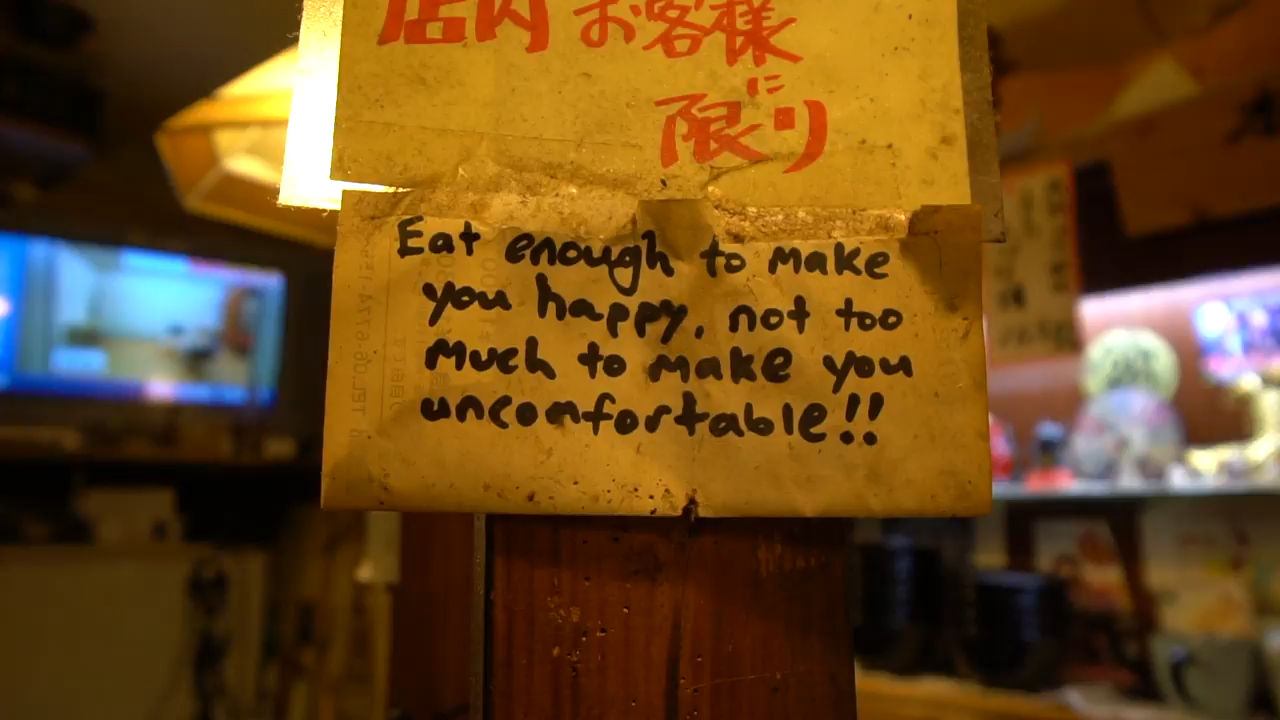 店内お客様
に
限り
Eat enough to make
you happy, not too
much to make you
uncomfortable!!